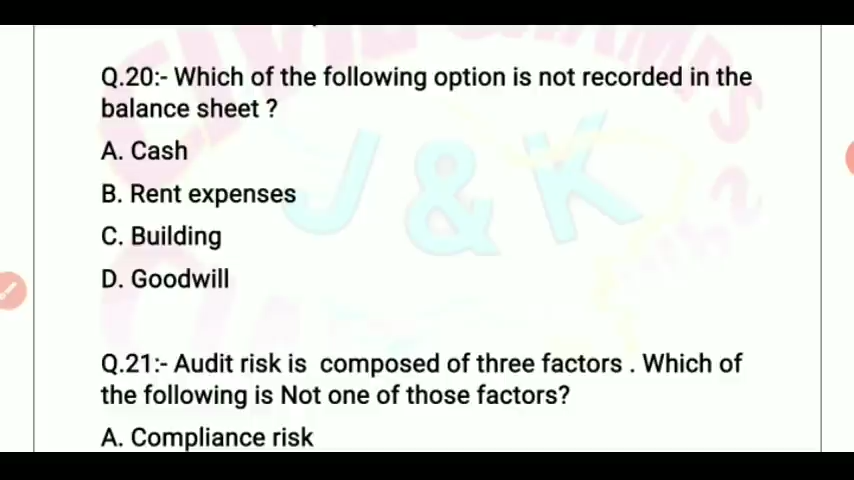 Q.20:- Which of the following option is not recorded in the
balance sheet ?
A. Cash
B. Rent expenses
C. Building
D. Goodwill
J & K
Q.21:- Audit risk is composed of three factors . Which of
the following is Not one of those factors?
A. Compliance risk